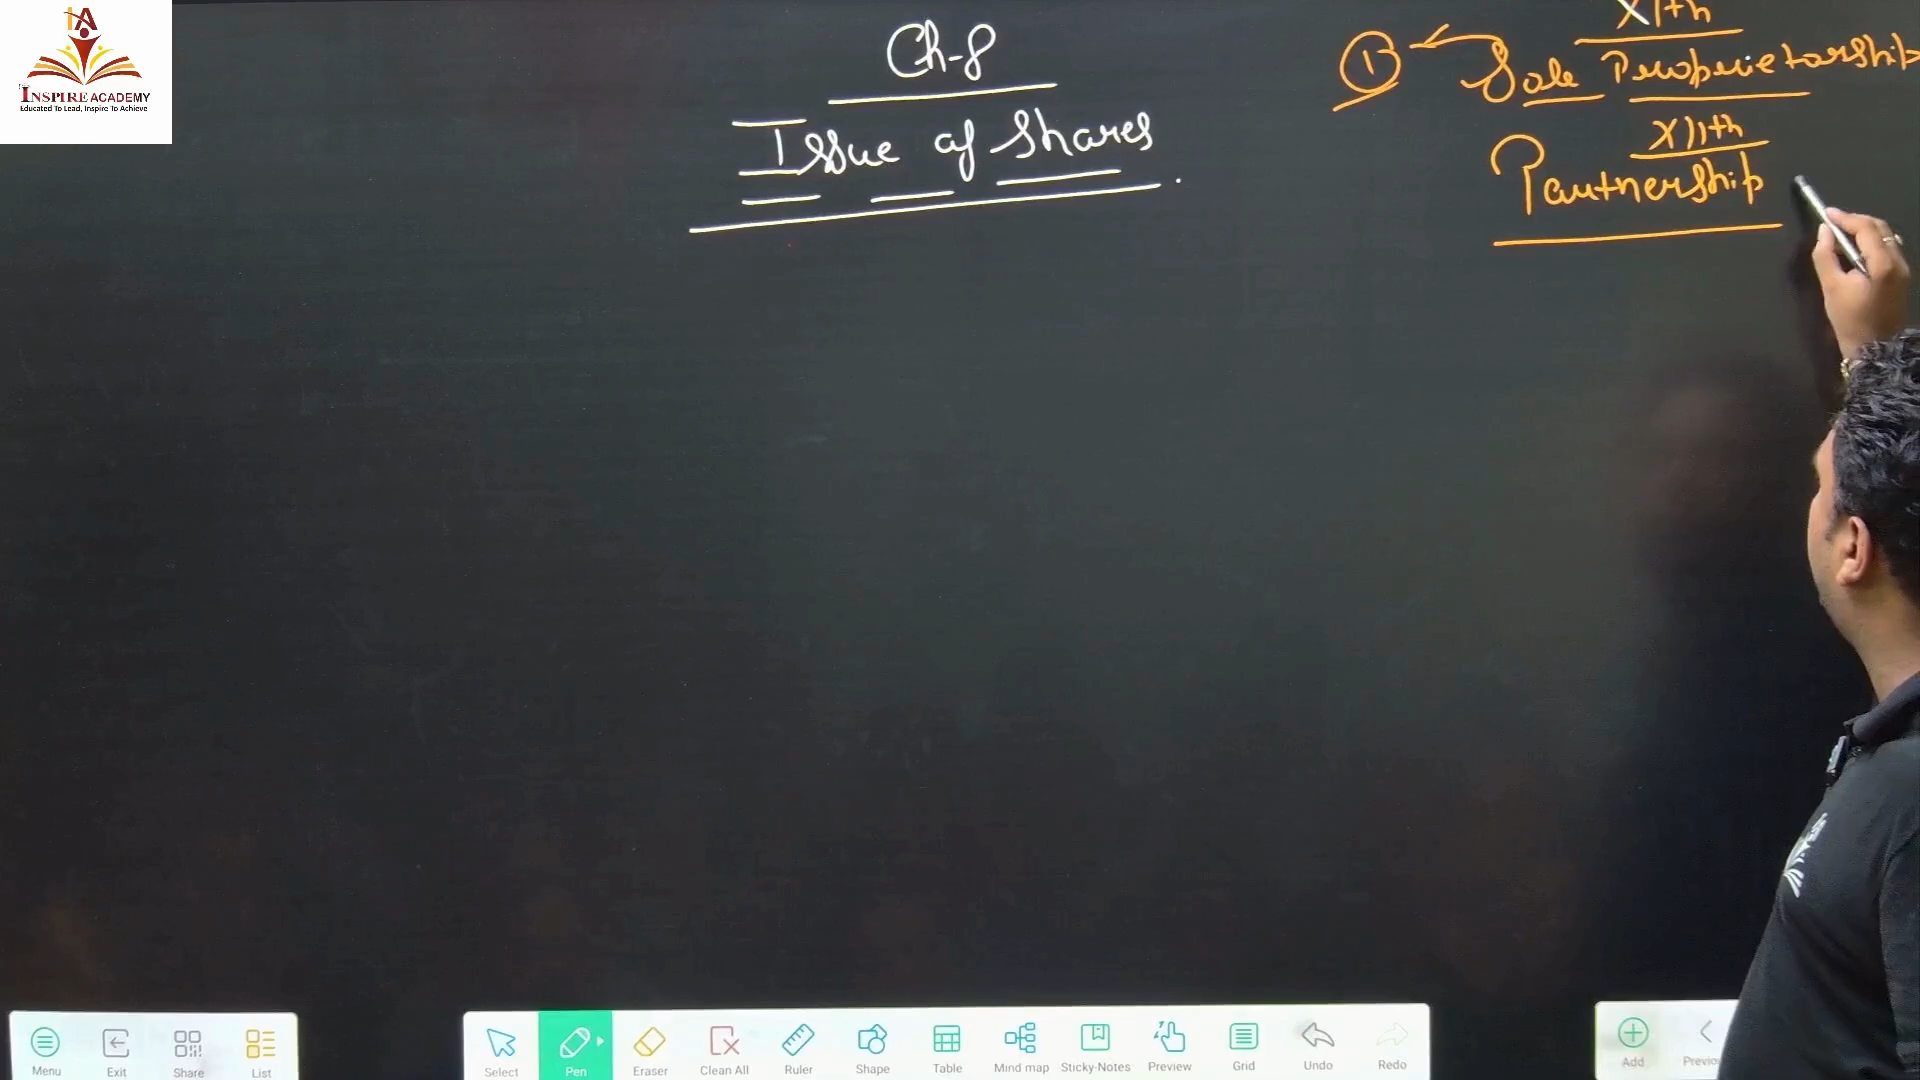 IA
INSPIRE ACADEMY
Educated To Lead, Inspire To Achieve
Ch-8
Issue of Shares
XIth
① Sole Proprietorship
XIIth
Partnership
Menu
Exit
Share
List
Select
Pen
Eraser
Clean All
Ruler
Shape
Table
Mind map
Sticky-Notes
Preview
Grid
Undo
Redo
Add